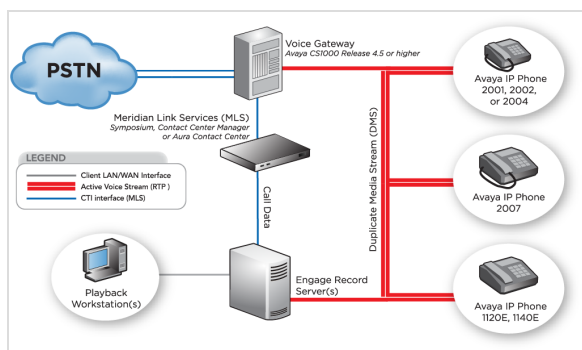 PSTN
Voice Gateway
Avaya CS1000 Release 4.5 or higher
Meridian Link Services (MLS)
Symposium, Contact Center Manager
or Aura Contact Center
LEGEND
Client LAN/WAN Interface
Active Voice Stream (RTP )
CTI interface (MLS)
Call Data
Duplicate Media Stream (DMS)
Avaya IP Phone
2001, 2002,
or 2004
Avaya IP Phone
2007
Avaya IP Phone
1120E, 1140E
Engage Record
Server(s)
Playback
Workstation(s)